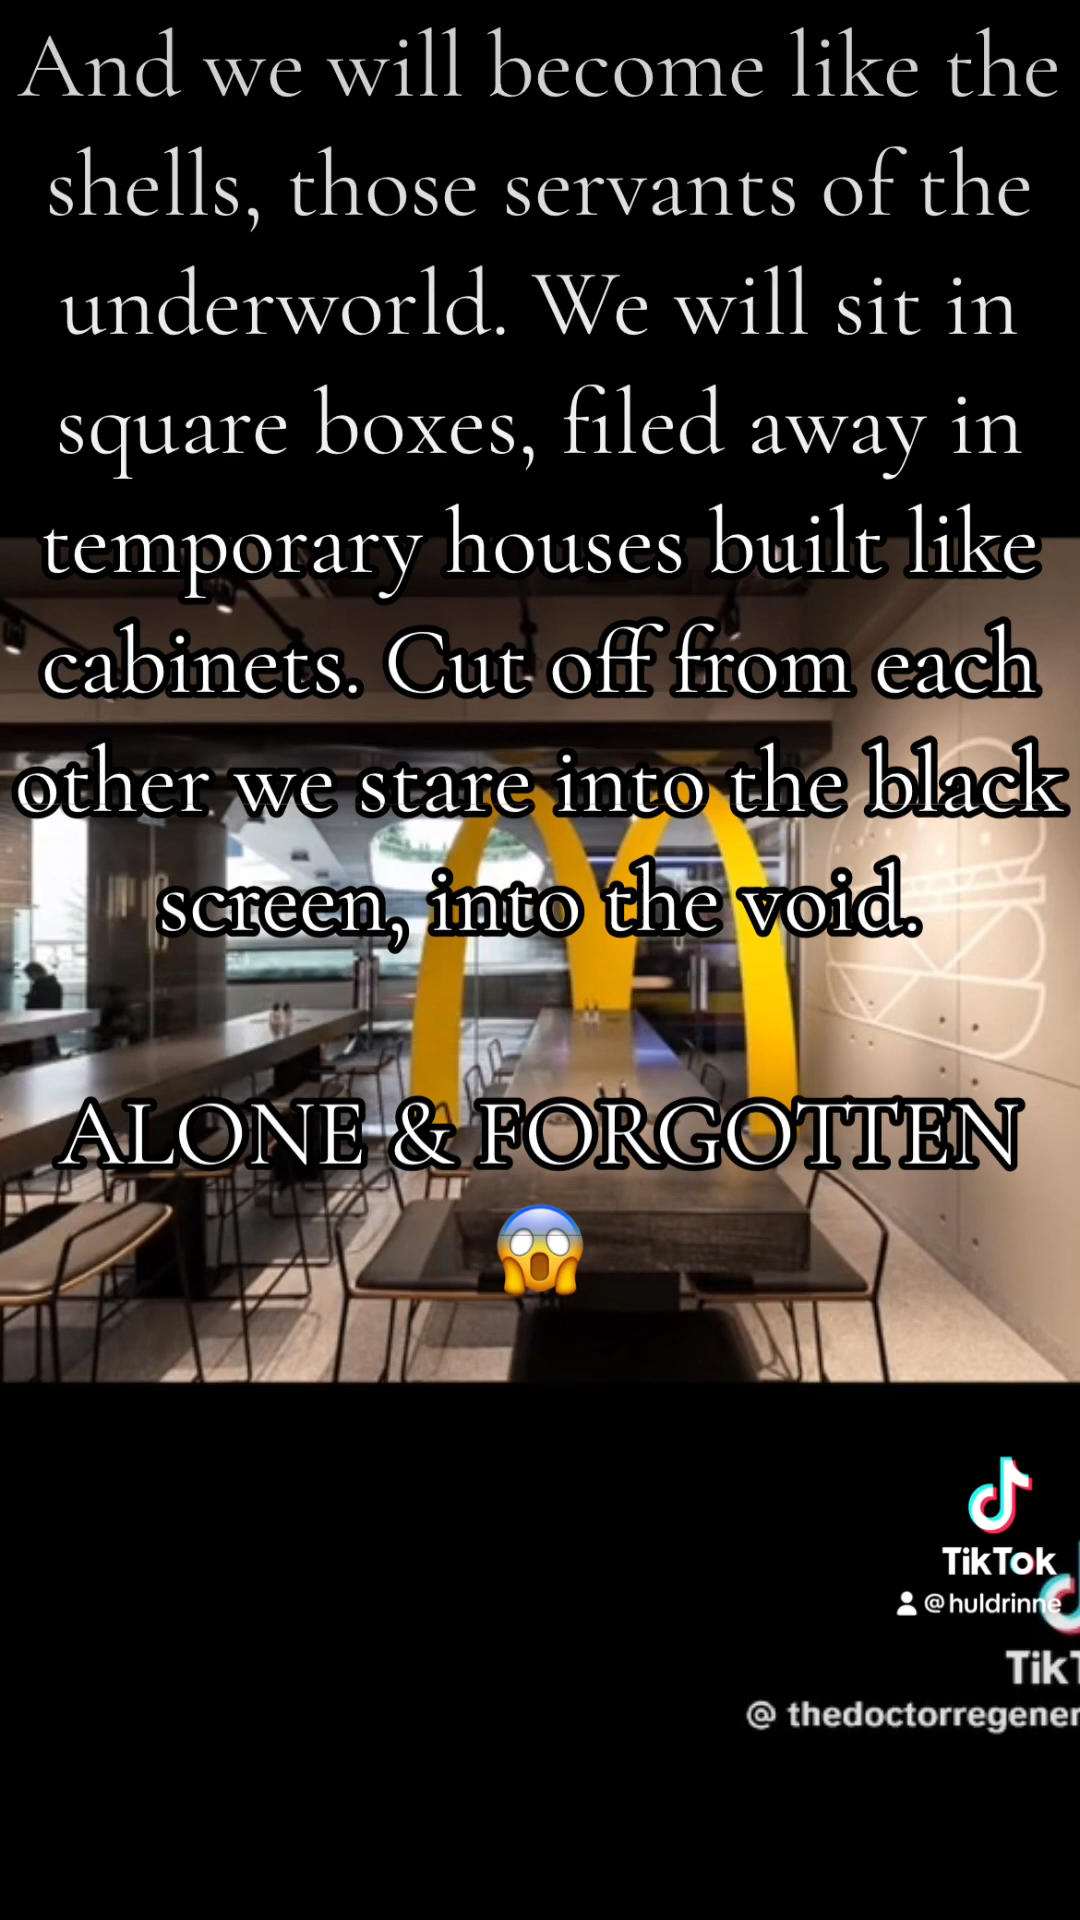 And we will become like the
shells, those servants of the
underworld. We will sit in
square boxes, filed away in
temporary houses built like
cabinets. Cut off from each
other we stare into the black
screen, into the void.
ALONE & FORGOTTEN
😱
TikTok
@huldrinne
TikT
@ thedoctorregener